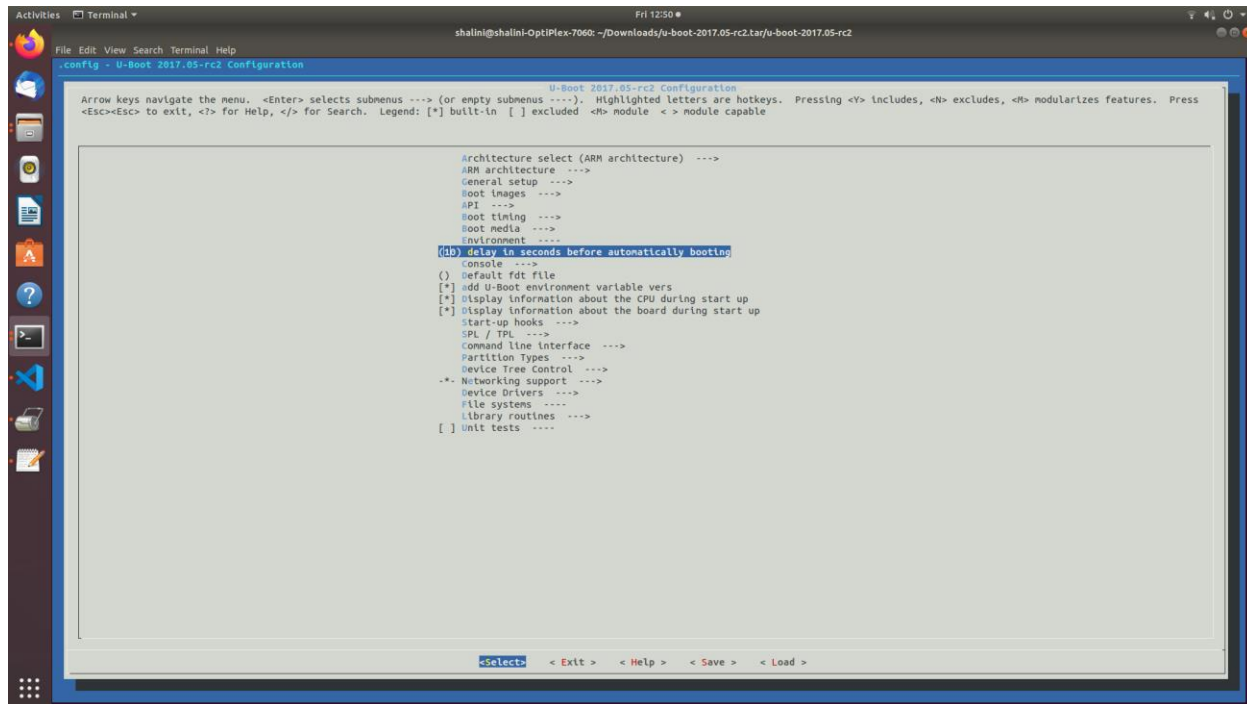 Activities Terminal Fri 12:50
shalini@shalini-OptiPlex-7060: ~/Downloads/u-boot-2017.05-rc2.tar/u-boot-2017.05-rc2
File Edit View Search Terminal Help
.config - U-Boot 2017.05-rc2 Configuration
U-Boot 2017.05-rc2 Configuration
Arrow keys navigate the menu. <Enter> selects submenus ---> (or empty submenus ----). Highlighted letters are hotkeys. Pressing <Y> includes, <N> excludes, <M> modularizes features. Press
<Esc><Esc> to exit, <?> for Help, </> for Search. Legend: [*] built-in [ ] excluded <M> module < > module capable
Architecture select (ARM architecture) --->
ARM architecture --->
General setup --->
Boot images --->
API --->
Boot timing --->
Boot media --->
Environment ----
(10) delay in seconds before automatically booting
Console --->
() Default fdt file
[*] add U-Boot environment variable vers
[*] Display information about the CPU during start up
[*] Display information about the board during start up
Start-up hooks --->
SPL / TPL --->
Command line interface --->
Partition Types --->
Device Tree Control --->
-*- Networking support --->
Device Drivers --->
File systems ----
Library routines --->
[ ] Unit tests ----
<Select> < Exit > < Help > < Save > < Load >